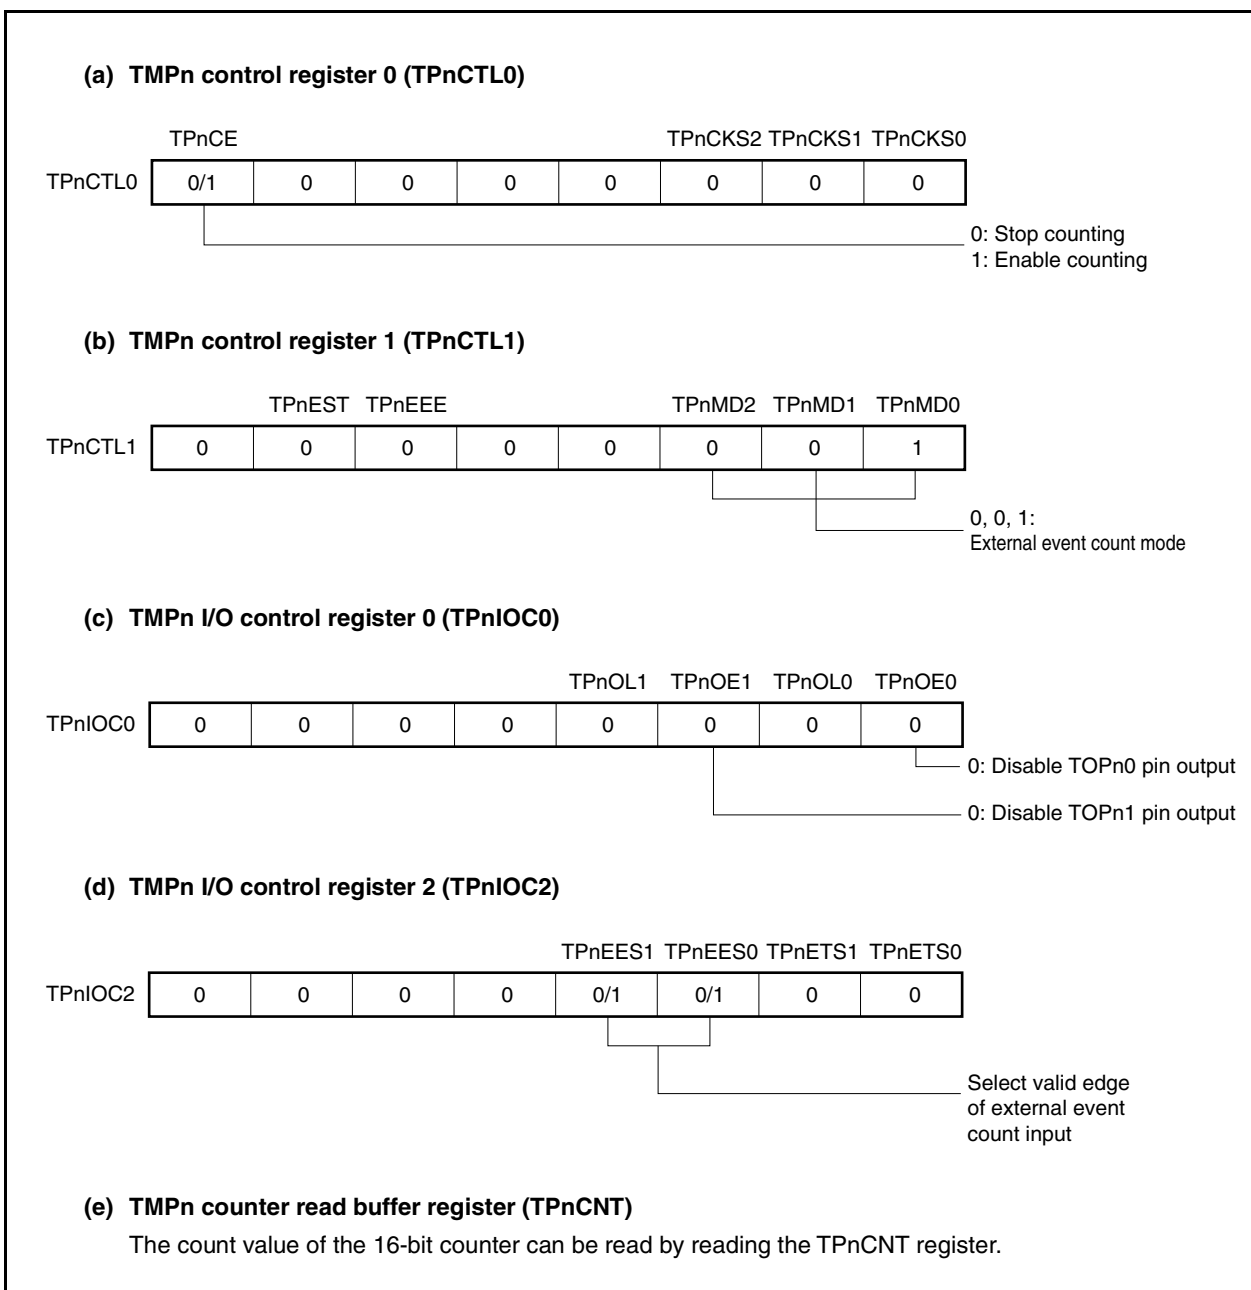 (a) TMPn control register 0 (TPnCTL0)
TPnCE TPnCKS2 TPnCKS1 TPnCKS0
TPnCTL0 0/1 0 0 0 0 0 0 0
0: Stop counting
1: Enable counting
(b) TMPn control register 1 (TPnCTL1)
TPnEST TPnEEE TPnMD2 TPnMD1 TPnMD0
TPnCTL1 0 0 0 0 0 0 0 1
0, 0, 1:
External event count mode
(c) TMPn I/O control register 0 (TPnIOC0)
TPnOL1 TPnOE1 TPnOL0 TPnOE0
TPnIOC0 0 0 0 0 0 0 0 0
0: Disable TOPn0 pin output
0: Disable TOPn1 pin output
(d) TMPn I/O control register 2 (TPnIOC2)
TPnEES1 TPnEES0 TPnETS1 TPnETS0
TPnIOC2 0 0 0 0 0/1 0/1 0 0
Select valid edge
of external event
count input
(e) TMPn counter read buffer register (TPnCNT)
The count value of the 16-bit counter can be read by reading the TPnCNT register.